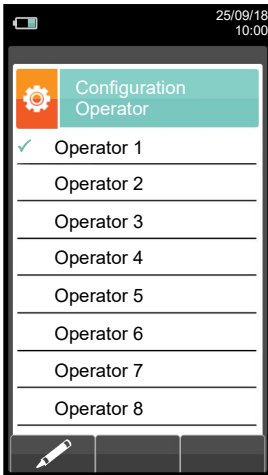 25/09/18
10:00
Configuration
Operator
Operator 1
Operator 2
Operator 3
Operator 4
Operator 5
Operator 6
Operator 7
Operator 8